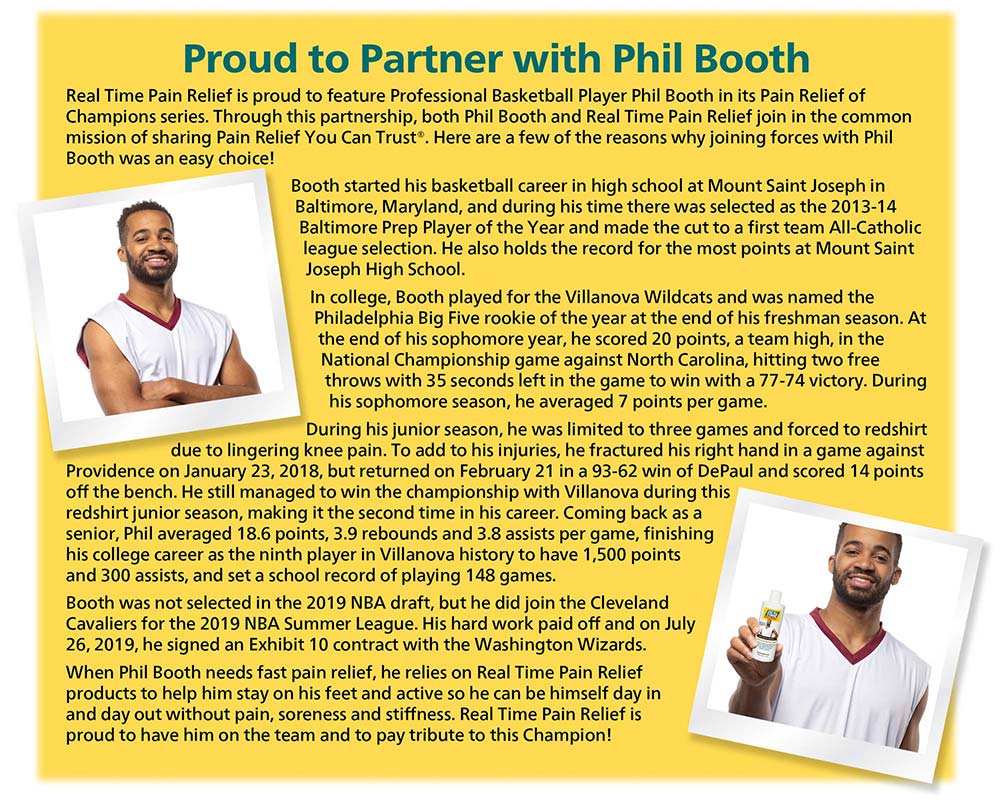 Proud to Partner with Phil Booth
Real Time Pain Relief is proud to feature Professional Basketball Player Phil Booth in its Pain Relief of
Champions series. Through this partnership, both Phil Booth and Real Time Pain Relief join in the common
mission of sharing Pain Relief You Can Trust®. Here are a few of the reasons why joining forces with Phil
Booth was an easy choice!
Booth started his basketball career in high school at Mount Saint Joseph in
Baltimore, Maryland, and during his time there was selected as the 2013-14
Baltimore Prep Player of the Year and made the cut to a first team All-Catholic
league selection. He also holds the record for the most points at Mount Saint
Joseph High School.
In college, Booth played for the Villanova Wildcats and was named the
Philadelphia Big Five rookie of the year at the end of his freshman season. At
the end of his sophomore year, he scored 20 points, a team high, in the
National Championship game against North Carolina, hitting two free
throws with 35 seconds left in the game to win with a 77-74 victory. During
his sophomore season, he averaged 7 points per game.
During his junior season, he was limited to three games and forced to redshirt
due to lingering knee pain. To add to his injuries, he fractured his right hand in a game against
Providence on January 23, 2018, but returned on February 21 in a 93-62 win of DePaul and scored 14 points
off the bench. He still managed to win the championship with Villanova during this
redshirt junior season, making it the second time in his career. Coming back as a
senior, Phil averaged 18.6 points, 3.9 rebounds and 3.8 assists per game, finishing
his college career as the ninth player in Villanova history to have 1,500 points
and 300 assists, and set a school record of playing 148 games.
Booth was not selected in the 2019 NBA draft, but he did join the Cleveland
Cavaliers for the 2019 NBA Summer League. His hard work paid off and on July
26, 2019, he signed an Exhibit 10 contract with the Washington Wizards.
When Phil Booth needs fast pain relief, he relies on Real Time Pain Relief
products to help him stay on his feet and active so he can be himself day in
and day out without pain, soreness and stiffness. Real Time Pain Relief is
proud to have him on the team and to pay tribute to this Champion!